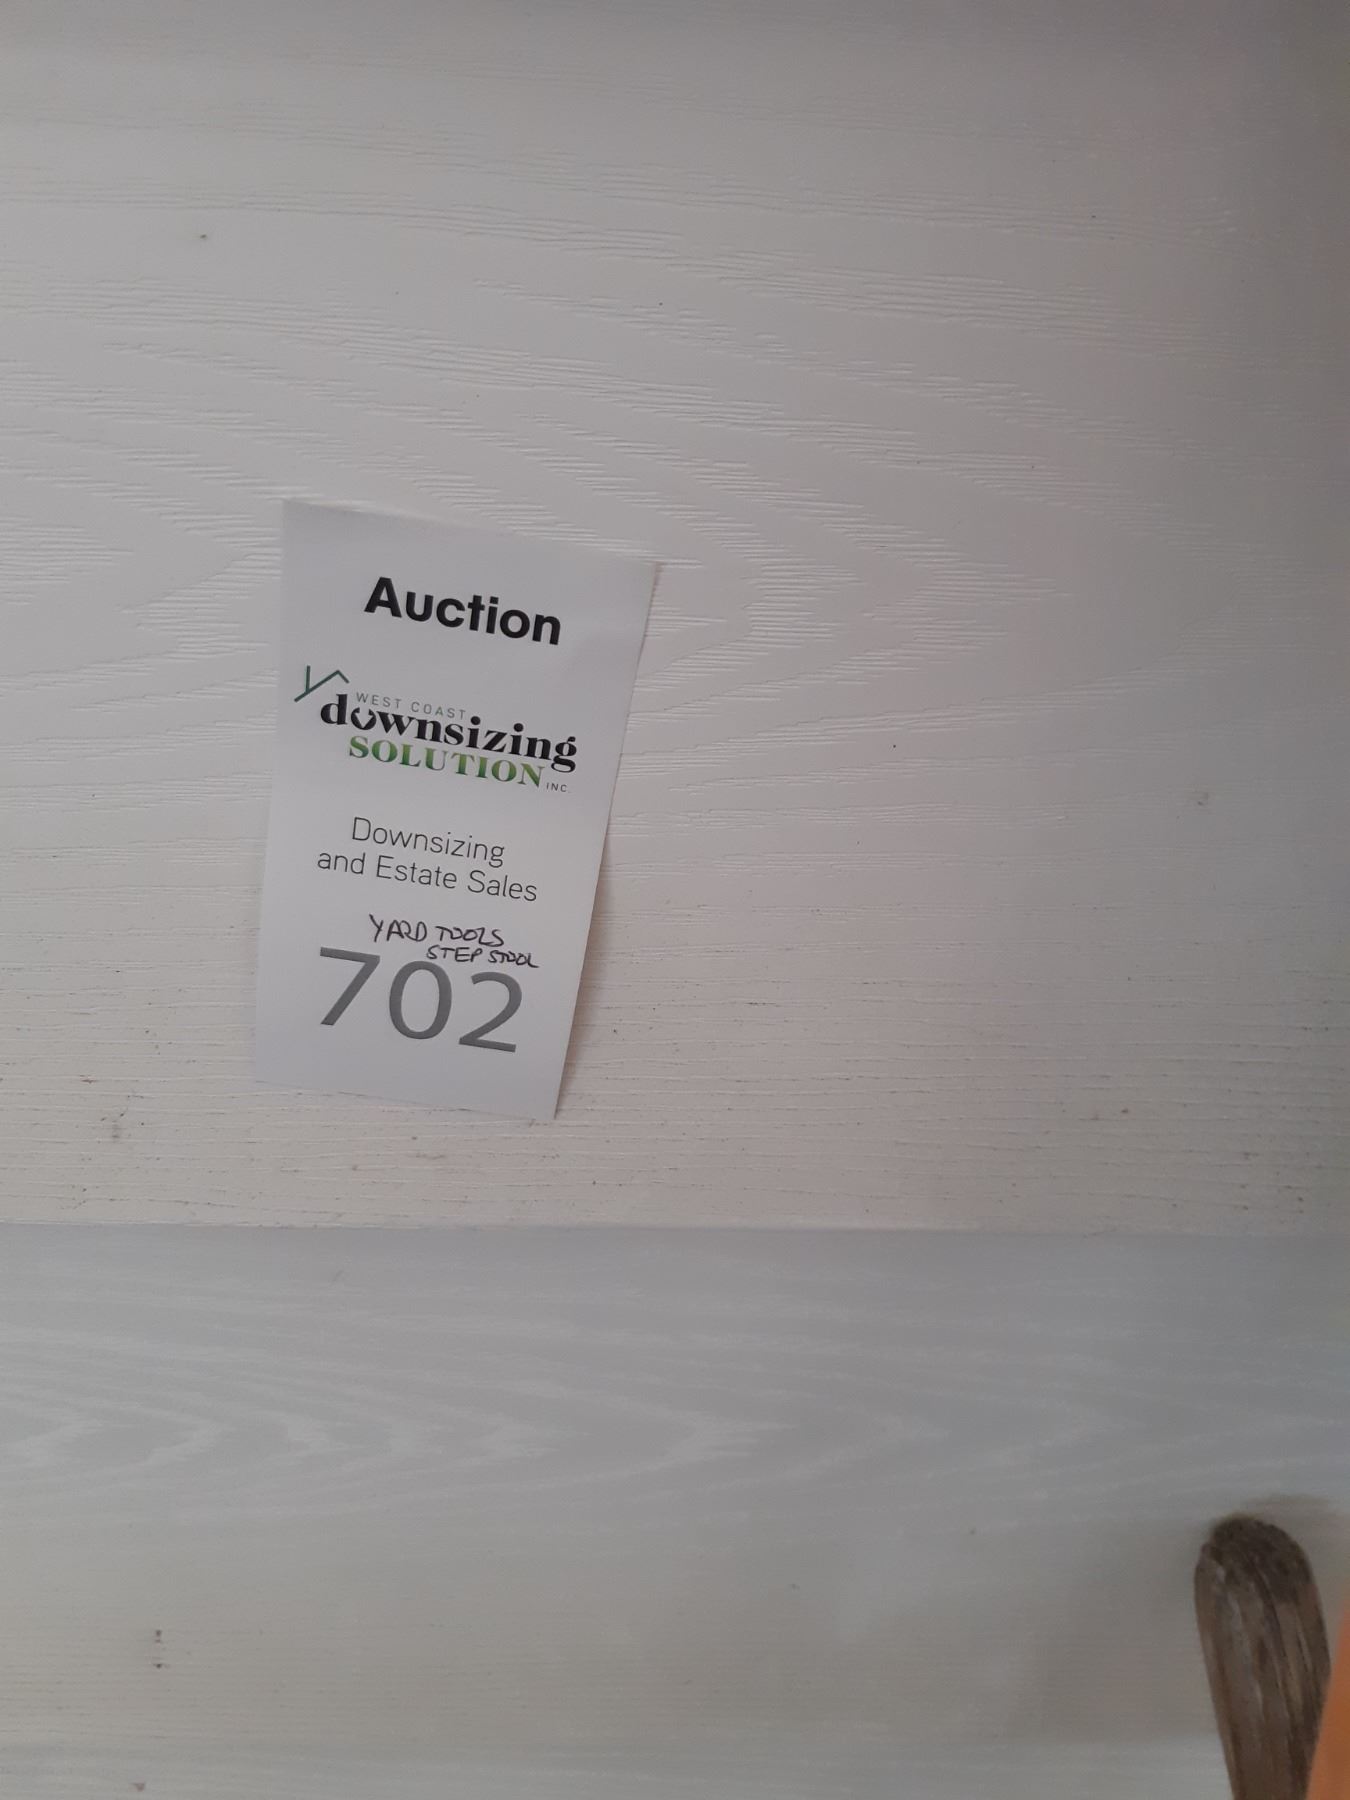 Auction
WEST COAST
downsizing
SOLUTION INC.
Downsizing
and Estate Sales
YARD TOOLS
STEP STOOL
702